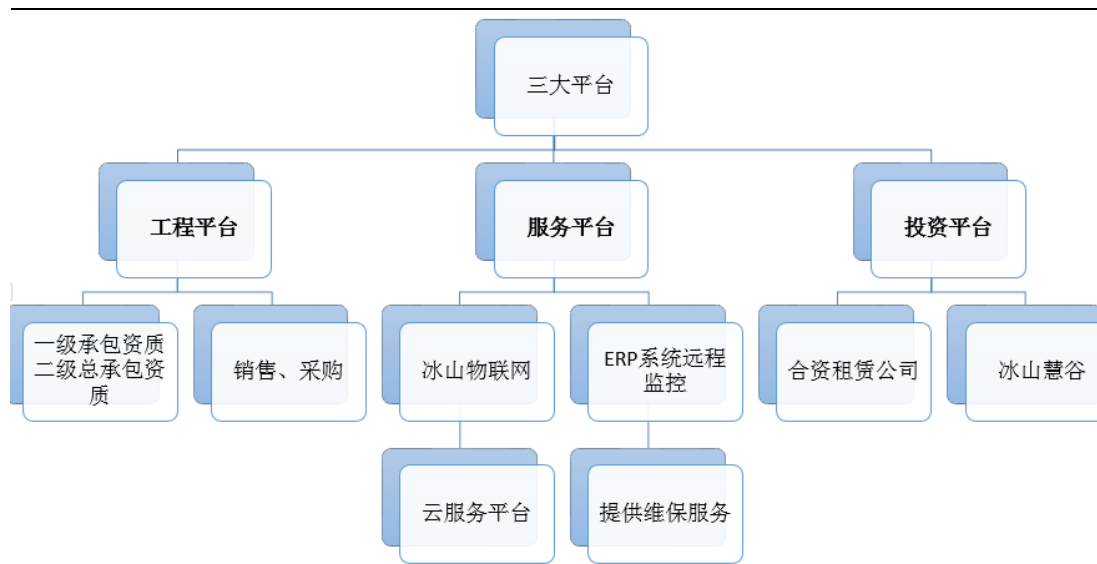 三大平台
工程平台
服务平台
投资平台
一级承包资质
二级总承包资
质
销售、采购
冰山物联网
ERP系统远程
监控
合资租赁公司
冰山慧谷
云服务平台
提供维保服务